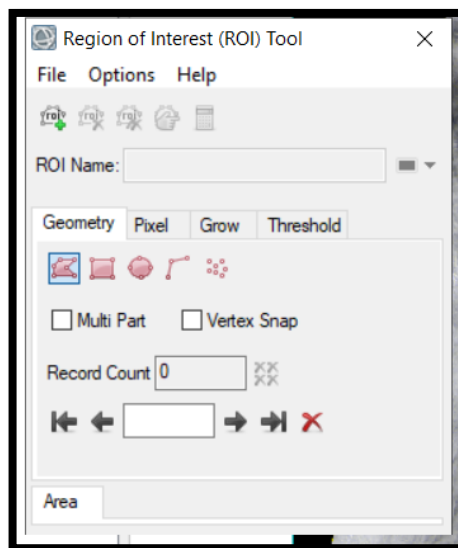 Region of Interest (ROI) Tool
File Options Help
ROI Name:
Geometry Pixel Grow Threshold
Multi Part Vertex Snap
Record Count 0
Area